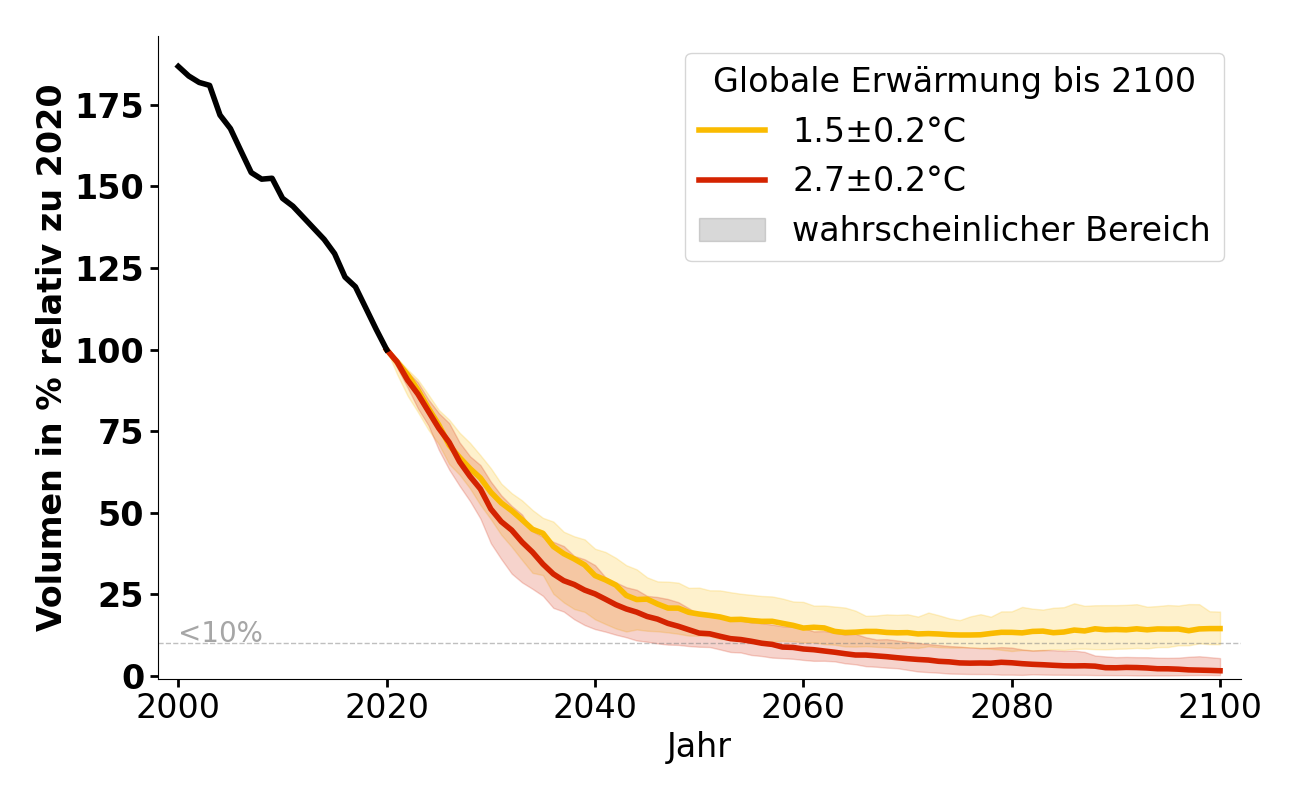 Volumen in % relativ zu 2020
175
150
125
100
75
50
25
0
<10%
Globale Erwärmung bis 2100
1.5±0.2°C
2.7±0.2°C
wahrscheinlicher Bereich
2000 2020 2040 2060 2080 2100
Jahr